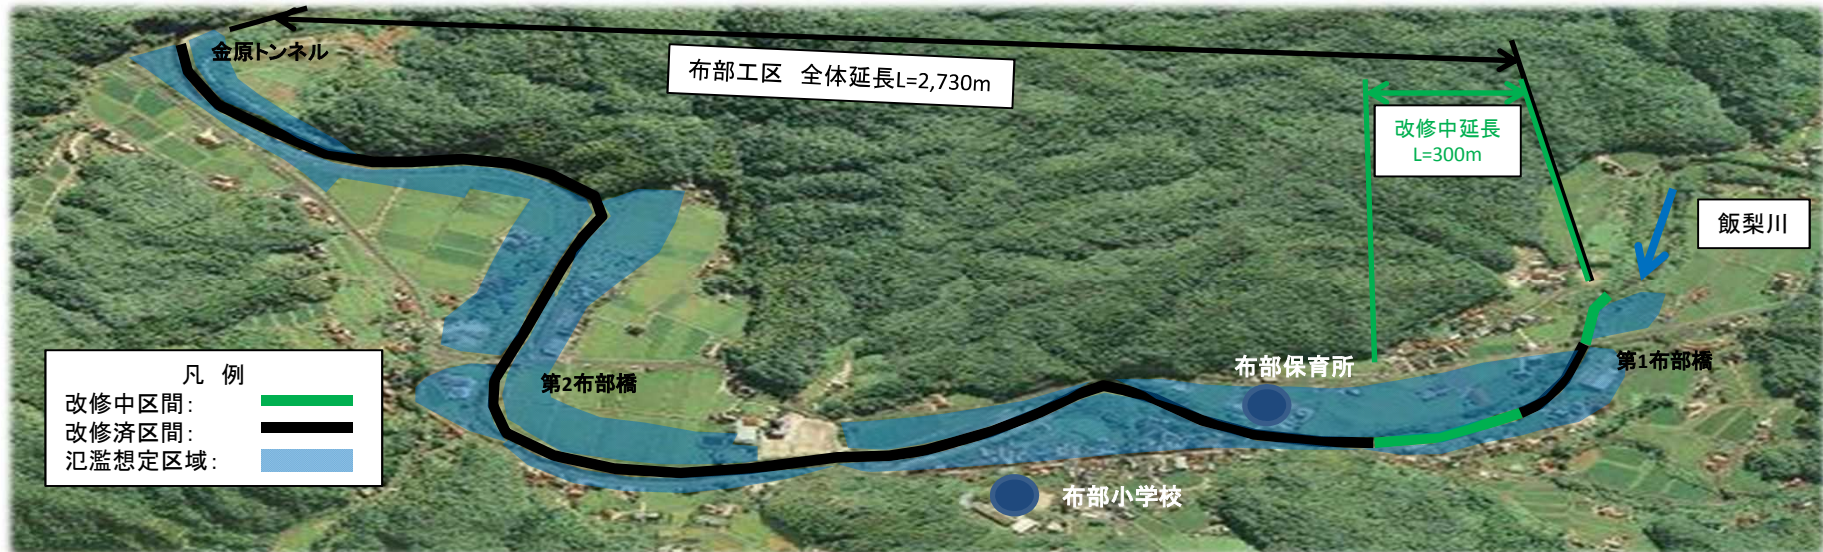 金原トンネル
布部工区 全体延長L=2,730m
改修中延長
L=300m
飯梨川
第1布部橋
布部保育所
第2布部橋
布部小学校
凡 例
改修中区間：
改修済区間：
氾濫想定区域：